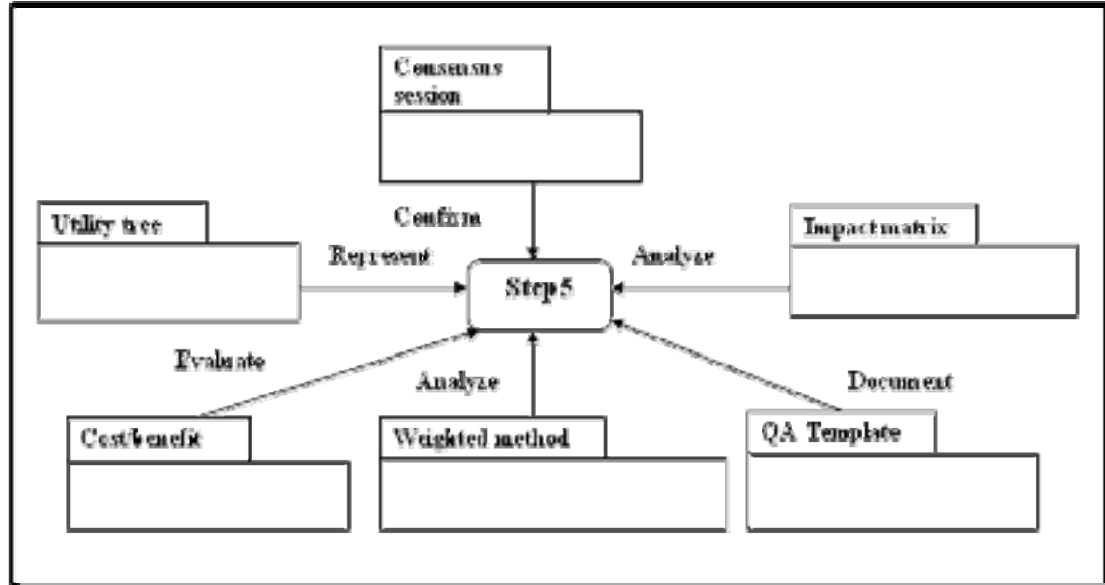 Consensus
session
Confirm
Utility tree
Represent
Analyze
Impact matrix
Step 5
Evaluate
Analyze
Document
Cost/benefit
Weighted method
QA Template